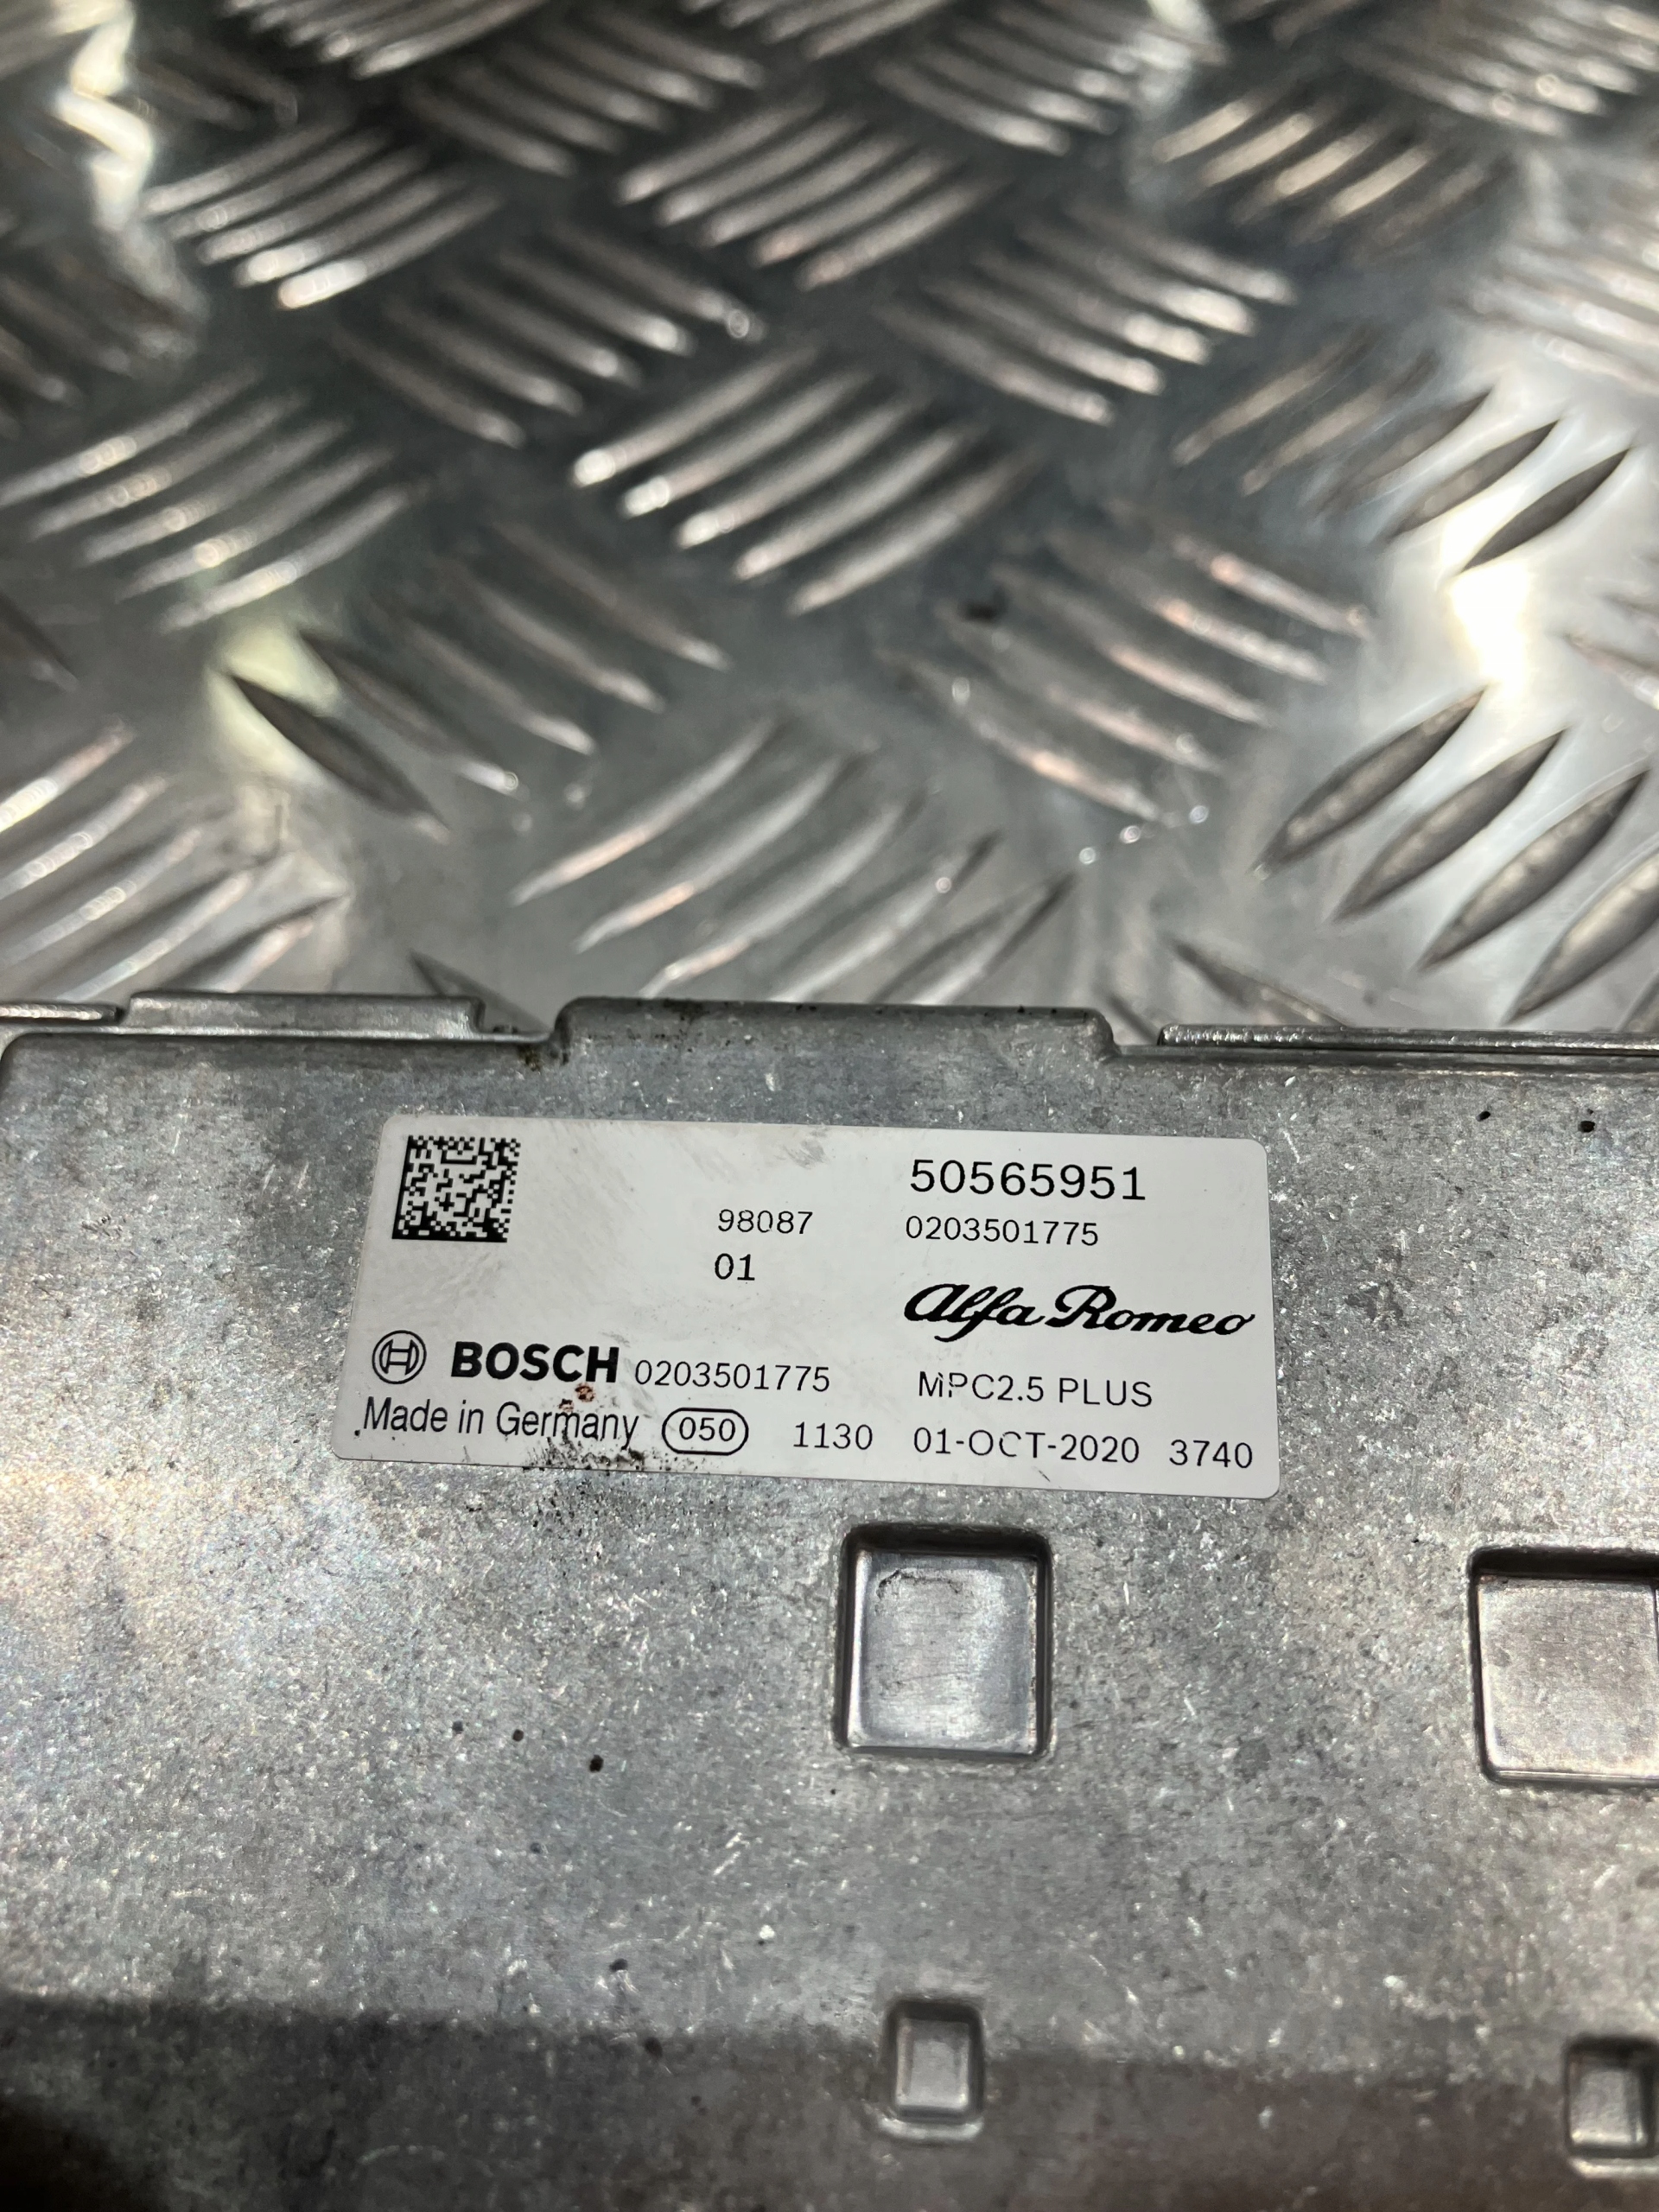 50565951
98087 0203501775
01
Alfa Romeo
BOSCH 0203501775 MPC2.5 PLUS
Made in Germany 050 1130 01-OCT-2020 3740